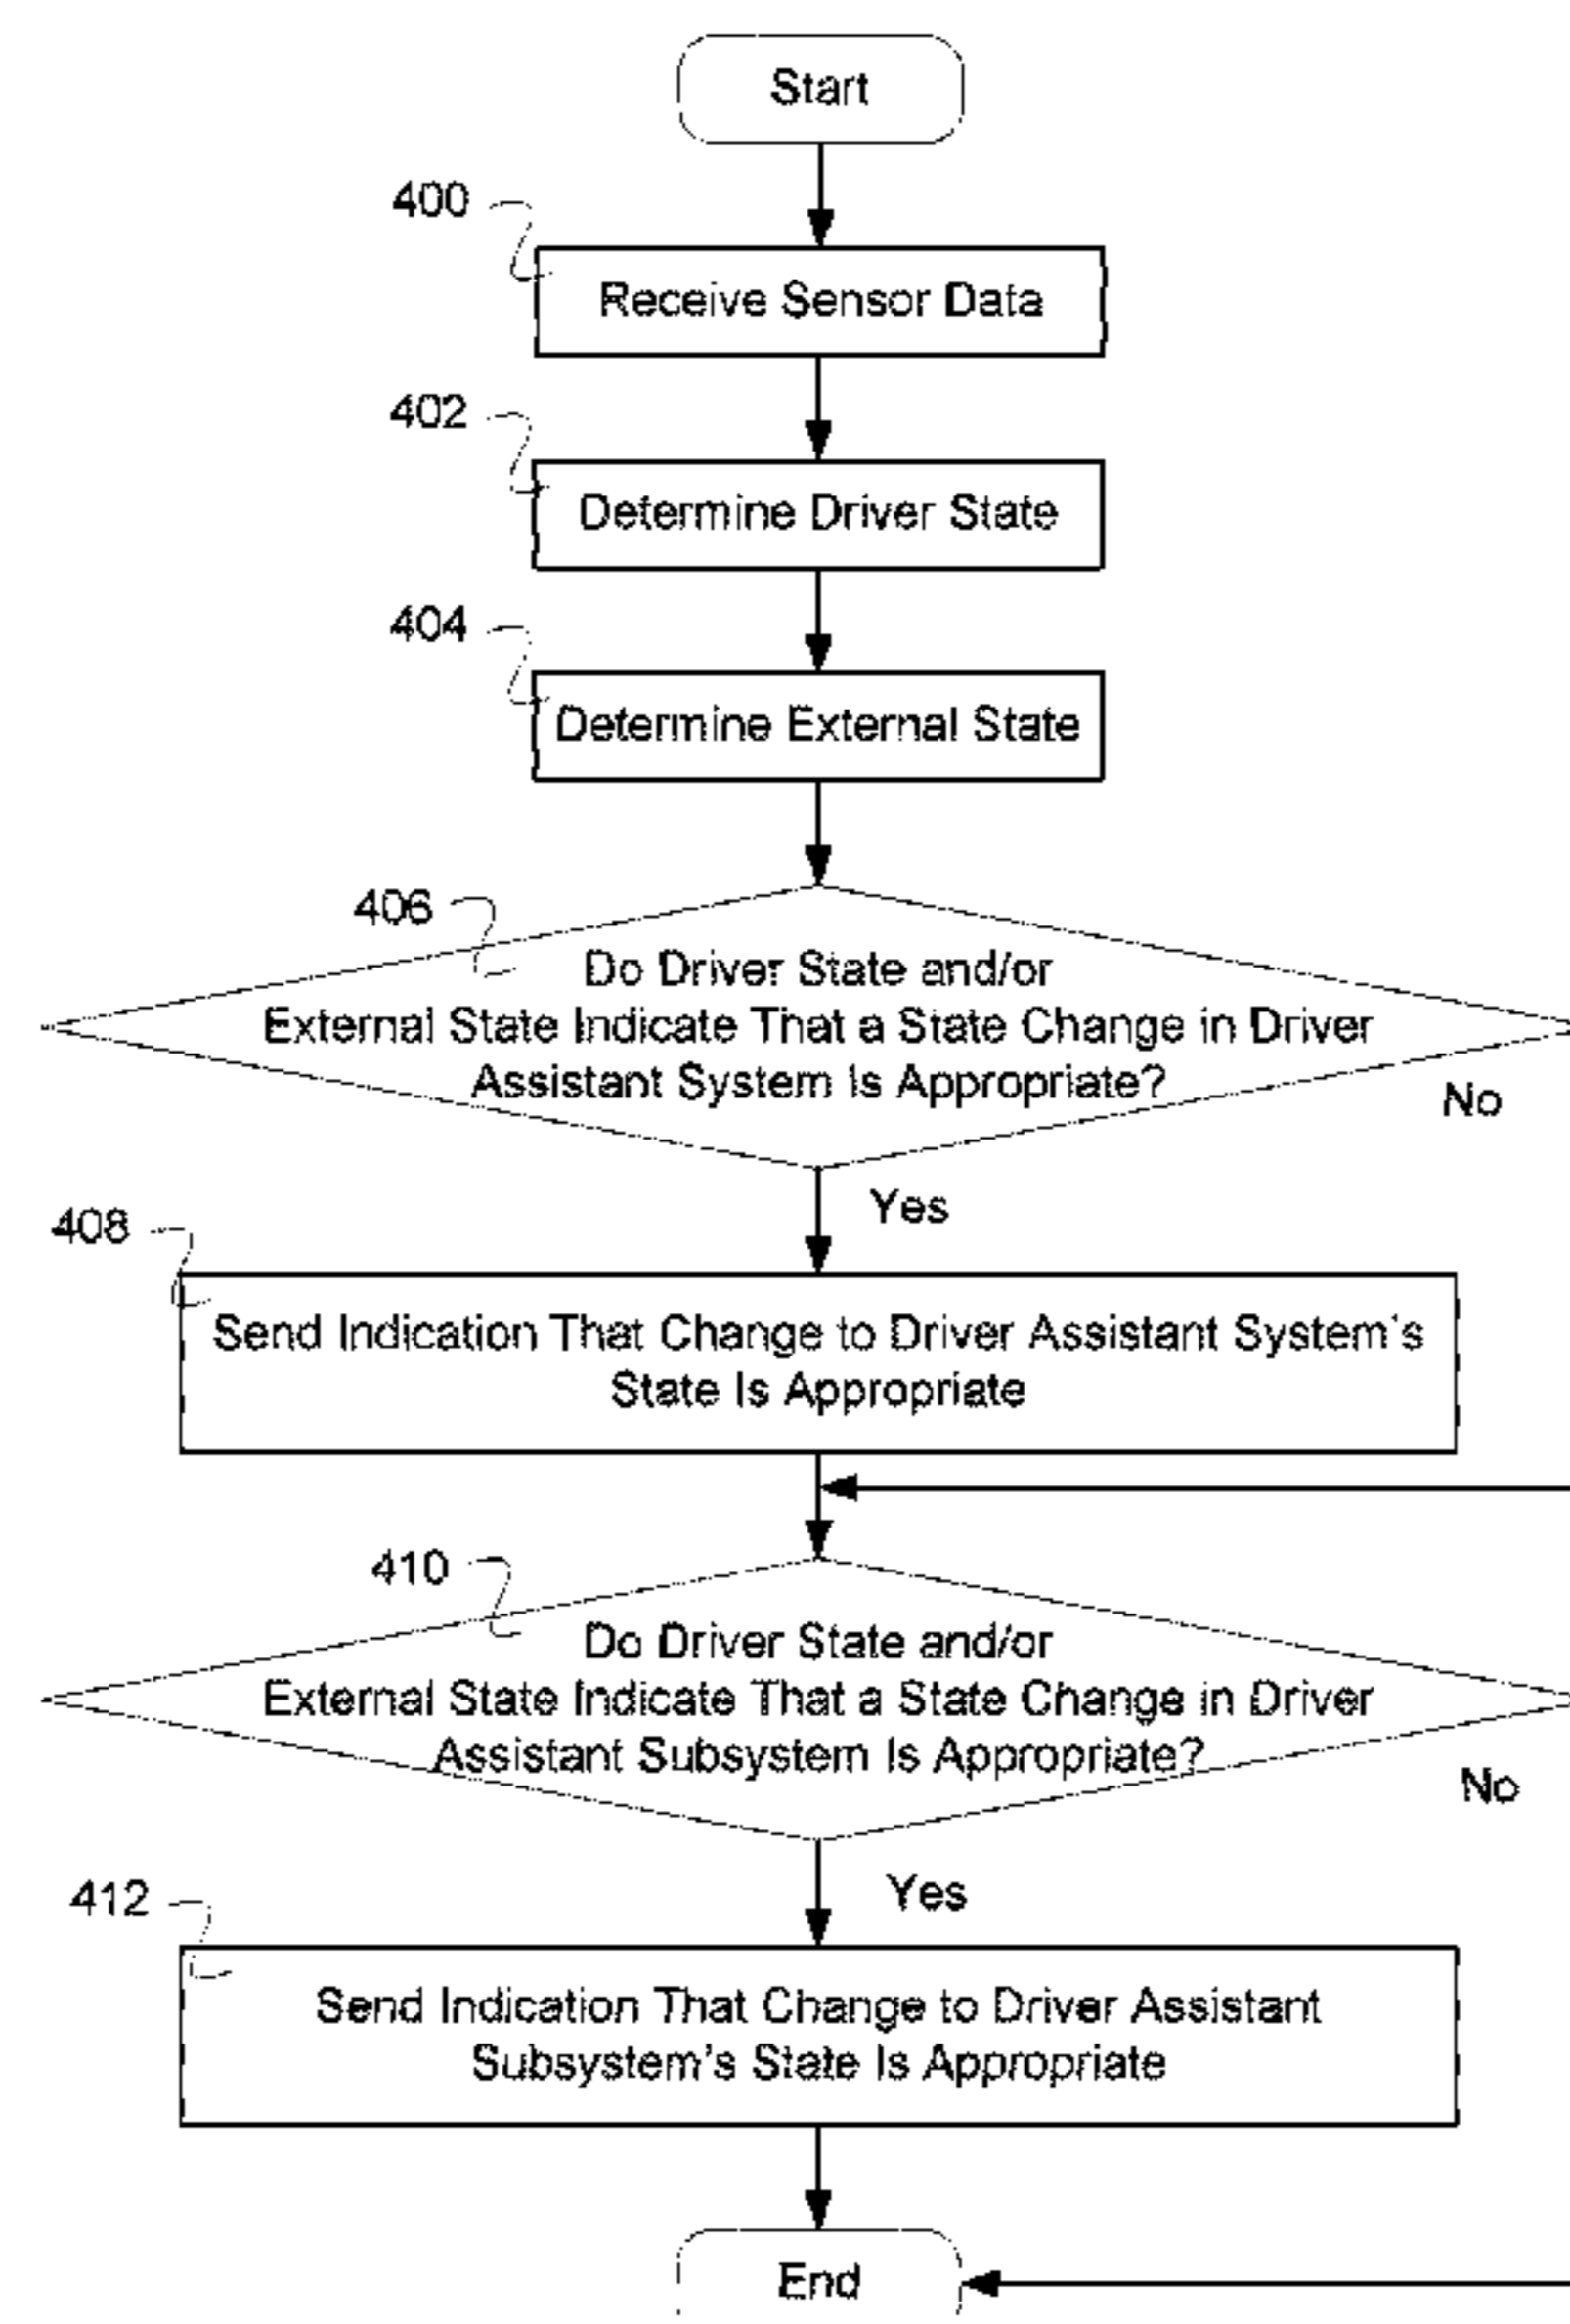 Start
400
Receive Sensor Data
402
Determine Driver State
404
Determine External State
406
Do Driver State and/or
External State Indicate That a State Change in Driver
Assistant System Is Appropriate?
No
Yes
408
Send Indication That Change to Driver Assistant System's
State Is Appropriate
410
Do Driver State and/or
External State Indicate That a State Change in Driver
Assistant Subsystem Is Appropriate?
No
Yes
412
Send Indication That Change to Driver Assistant
Subsystem's State Is Appropriate
End